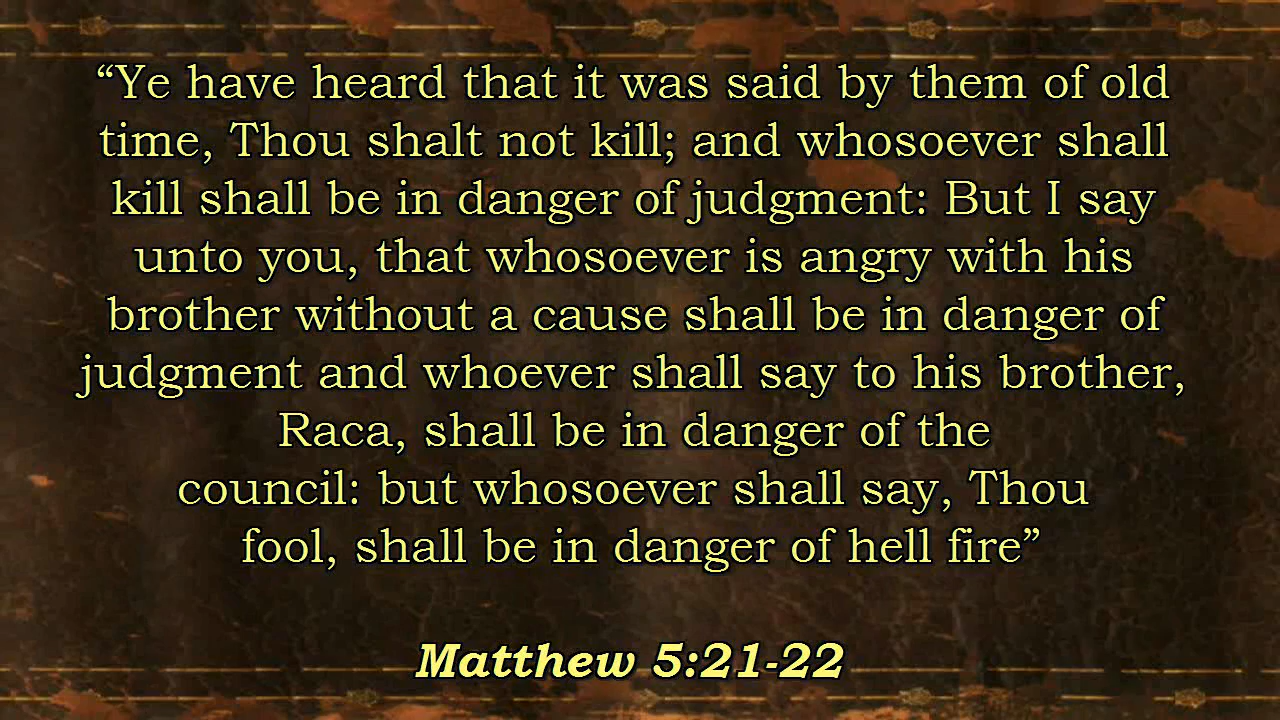 “Ye have heard that it was said by them of old
time, Thou shalt not kill; and whosoever shall
kill shall be in danger of judgment: But I say
unto you, that whosoever is angry with his
brother without a cause shall be in danger of
judgment and whoever shall say to his brother,
Raca, shall be in danger of the
council: but whosoever shall say, Thou
fool, shall be in danger of hell fire”
Matthew 5:21-22